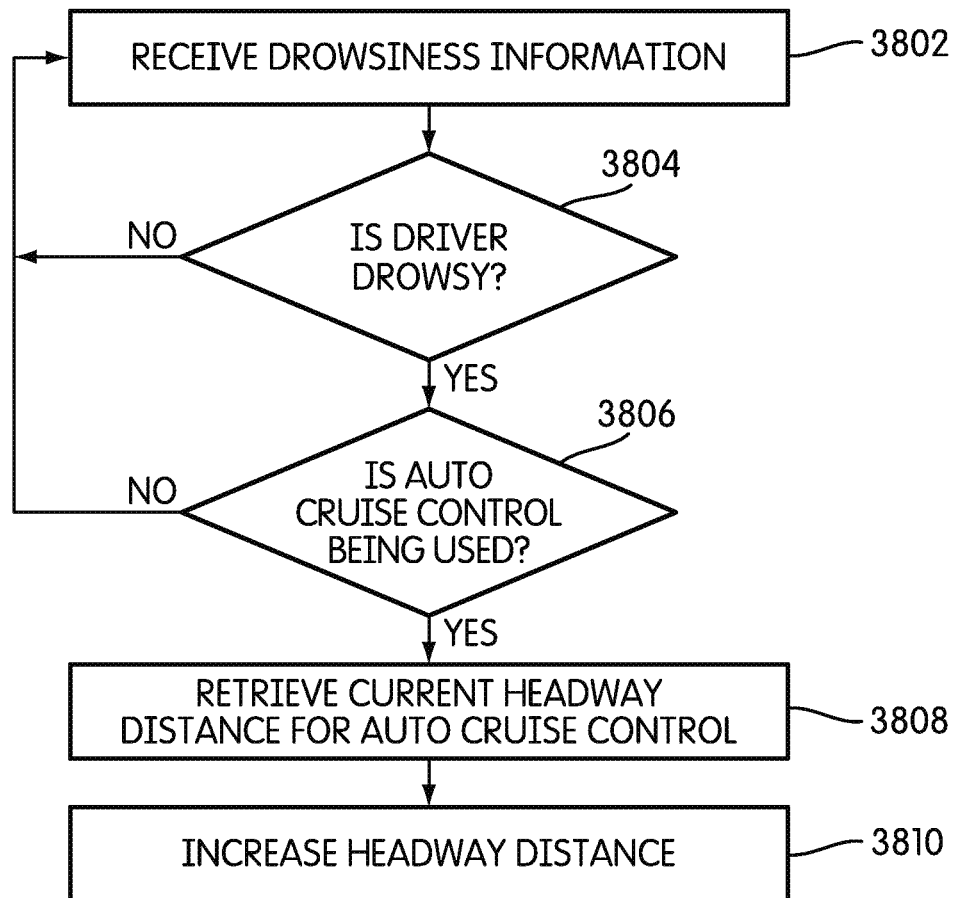 RECEIVE DROWSINESS INFORMATION
3802
3804
IS DRIVER
DROWSY?
NO
YES
3806
IS AUTO
CRUISE CONTROL
BEING USED?
NO
YES
RETRIEVE CURRENT HEADWAY
DISTANCE FOR AUTO CRUISE CONTROL
3808
INCREASE HEADWAY DISTANCE
3810